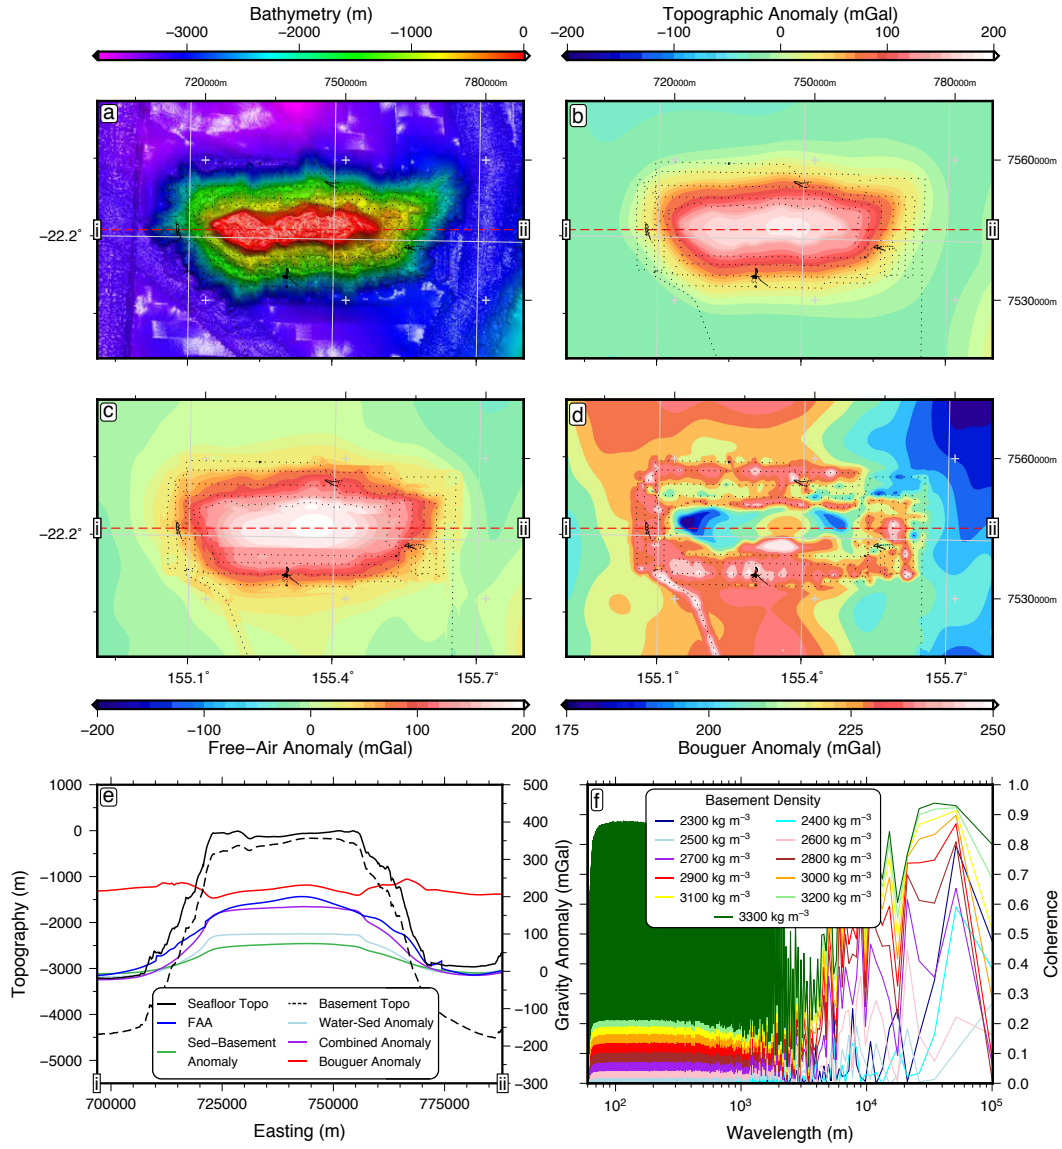 Bathymetry (m)
−3000 −2000 −1000 0
720000m 750000m 780000m
a
i
ii
−22.2˚
Topographic Anomaly (mGal)
−200 −100 0 100 200
720000m 750000m 780000m
b
i
ii
7560000m
7530000m
c
i
ii
−22.2˚
155.1˚ 155.4˚ 155.7˚
−200 −100 0 100 200
Free−Air Anomaly (mGal)
d
i
ii
7560000m
7530000m
155.1˚ 155.4˚ 155.7˚
175 200 225 250
Bouguer Anomaly (mGal)
e
1000
0
−1000
−2000
−3000
−4000
−5000
Topography (m)
500
400
300
200
100
0
−100
−200
−300
Gravity Anomaly (mGal)
Seafloor Topo
FAA
Sed−Basement
Anomaly
Basement Topo
Water−Sed Anomaly
Combined Anomaly
Bouguer Anomaly
i
ii
700000 725000 750000 775000
Easting (m)
f
Basement Density
2300 kg m−3 2400 kg m−3
2500 kg m−3 2600 kg m−3
2700 kg m−3 2800 kg m−3
2900 kg m−3 3000 kg m−3
3100 kg m−3 3200 kg m−3
3300 kg m−3
1.0
0.9
0.8
0.7
0.6
0.5
0.4
0.3
0.2
0.1
0.0
Coherence
10² 10³ 10⁴ 10⁵
Wavelength (m)